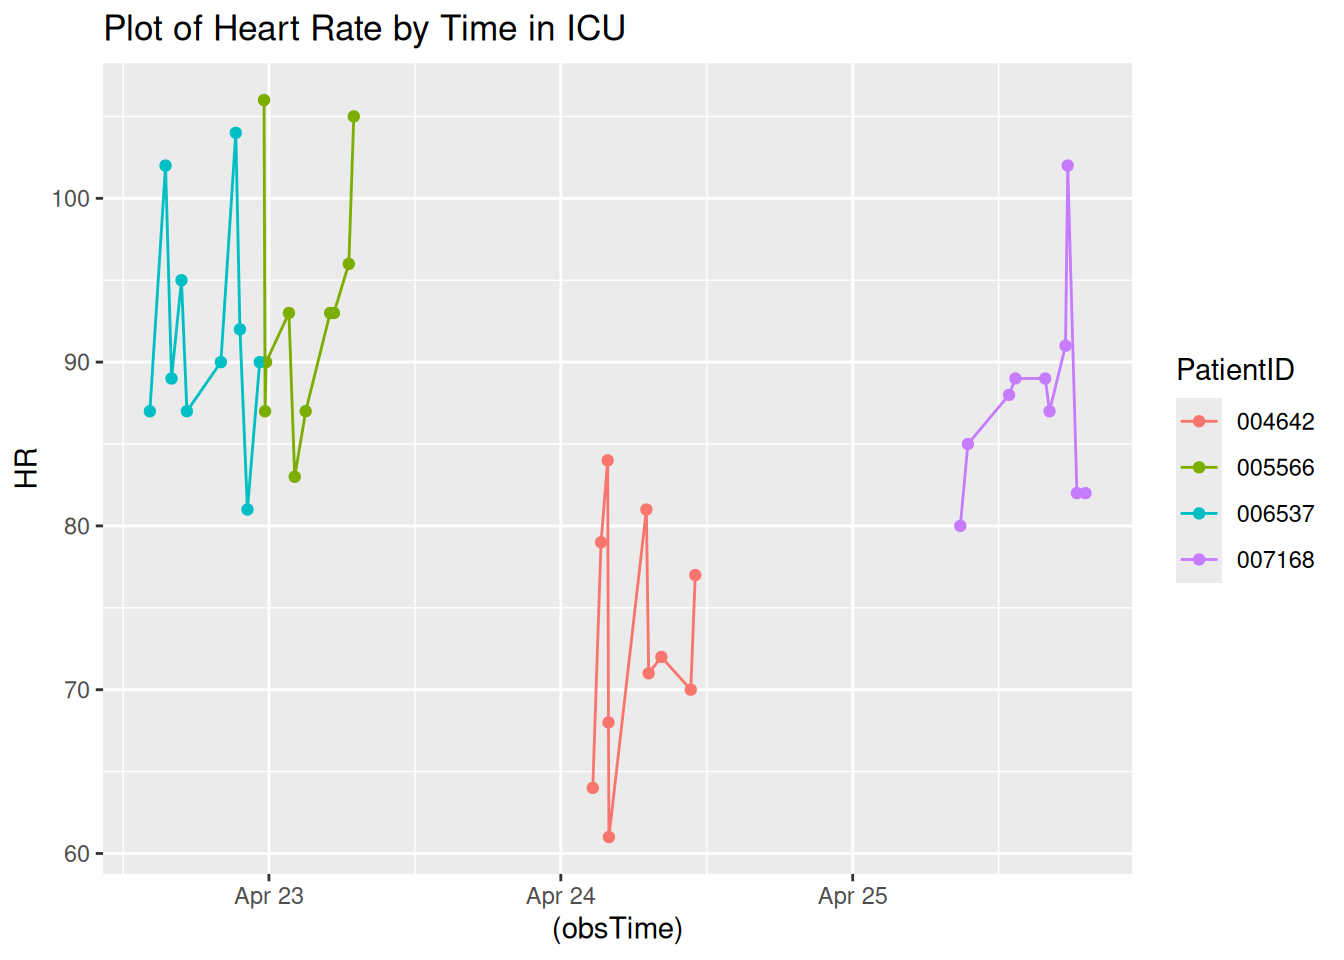 Plot of Heart Rate by Time in ICU
HR
100
90
80
70
60
Apr 23
Apr 24
Apr 25
(obsTime)
PatientID
004642
005566
006537
007168